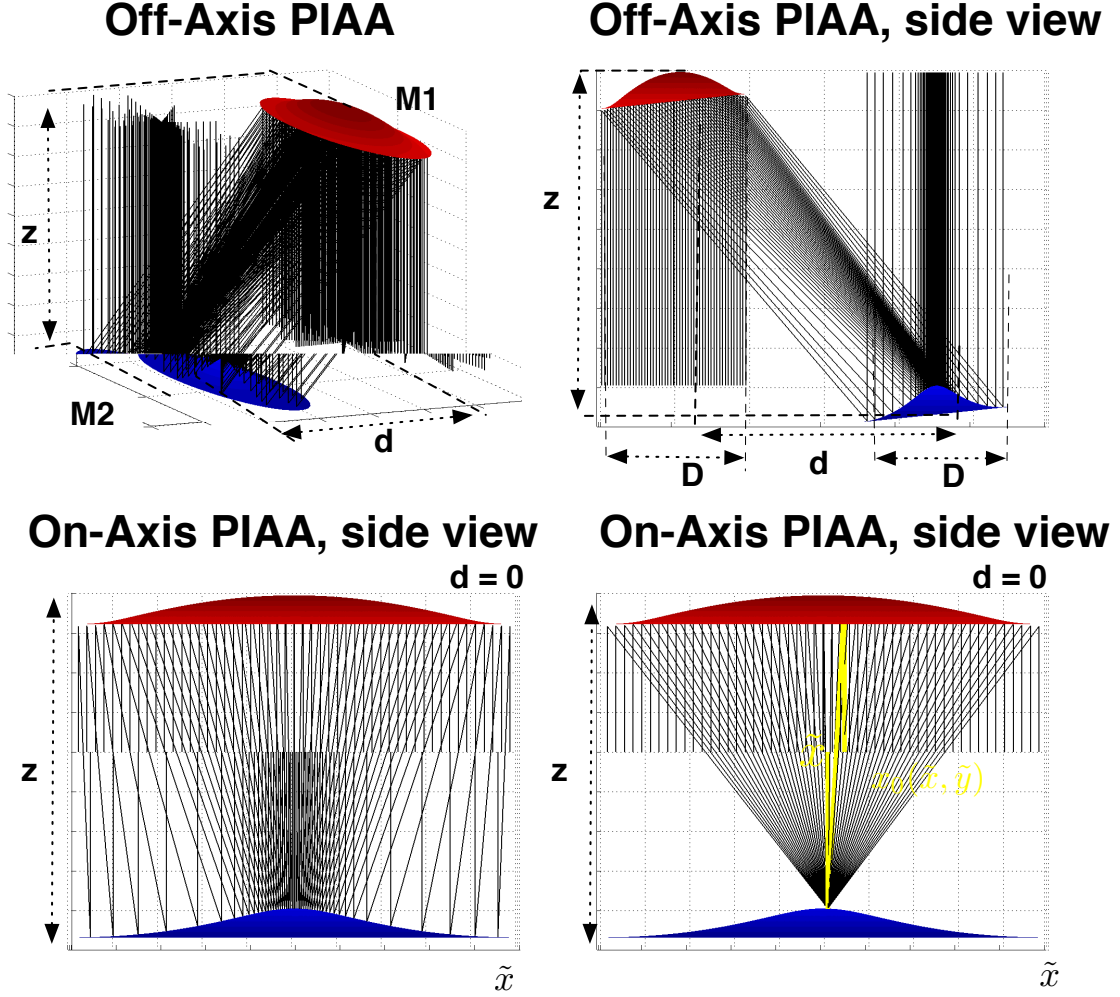 Off-Axis PIAA
Off-Axis PIAA, side view
M1
z
M2
d
z
D
d
D
On-Axis PIAA, side view
d = 0
z
x̃
On-Axis PIAA, side view
d = 0
z
x̃
x₀(x̃, ỹ)
x̃